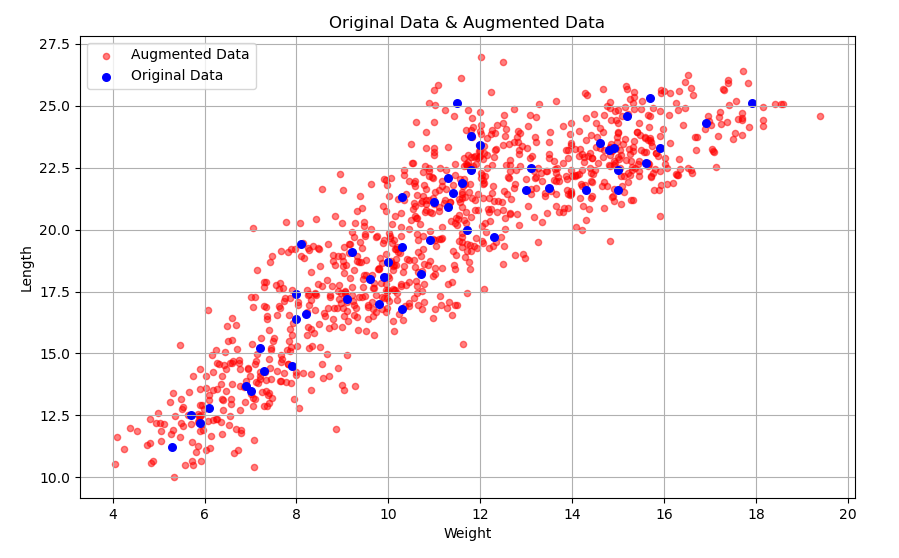 Original Data & Augmented Data
Augmented Data
Original Data
27.5
25.0
22.5
20.0
17.5
15.0
12.5
10.0
Length
4 6 8 10 12 14 16 18 20
Weight